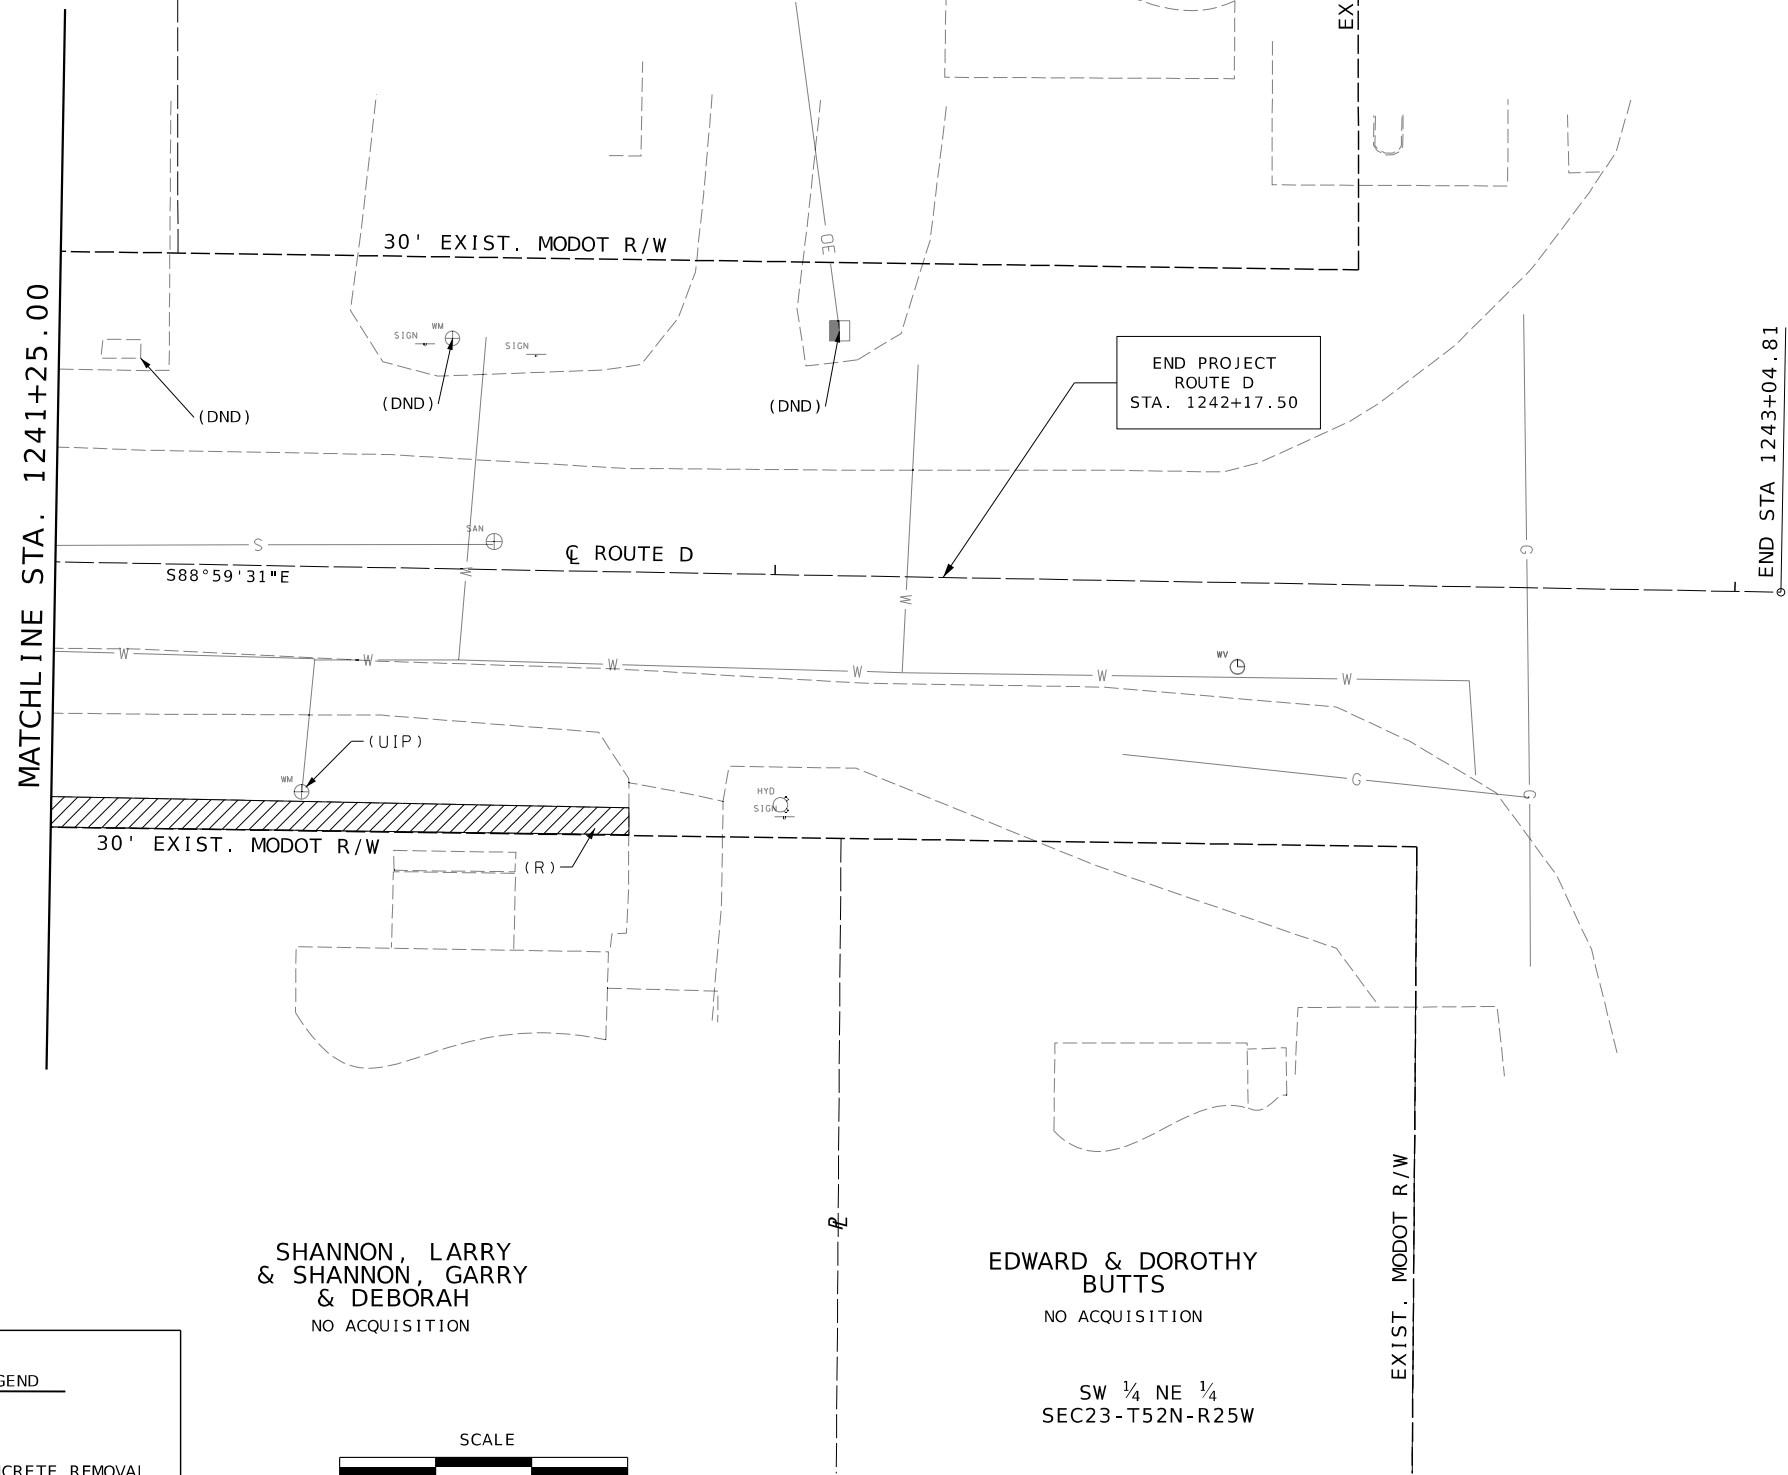 EX
30' EXIST. MODOT R/W
OE
MATCHLINE STA. 1241+25.00
SIGN
WM
SIGN
(DND)
(DND)
(DND)
END PROJECT
ROUTE D
STA. 1242+17.50
END STA 1243+04.81
SAN
S
℄ ROUTE D
S88°59'31"E
W
W
G
W
W
W
W
W
W
WV
(UIP)
WM
G
G
HYD
SIGN
30' EXIST. MODOT R/W
(R)
EXIST. MODOT R/W
PL
SHANNON, LARRY
& SHANNON, GARRY
& DEBORAH
NO ACQUISITION
EDWARD & DOROTHY
BUTTS
NO ACQUISITION
SW ¼ NE ¼
SEC23-T52N-R25W
GEND
CRETE REMOVAL
SCALE